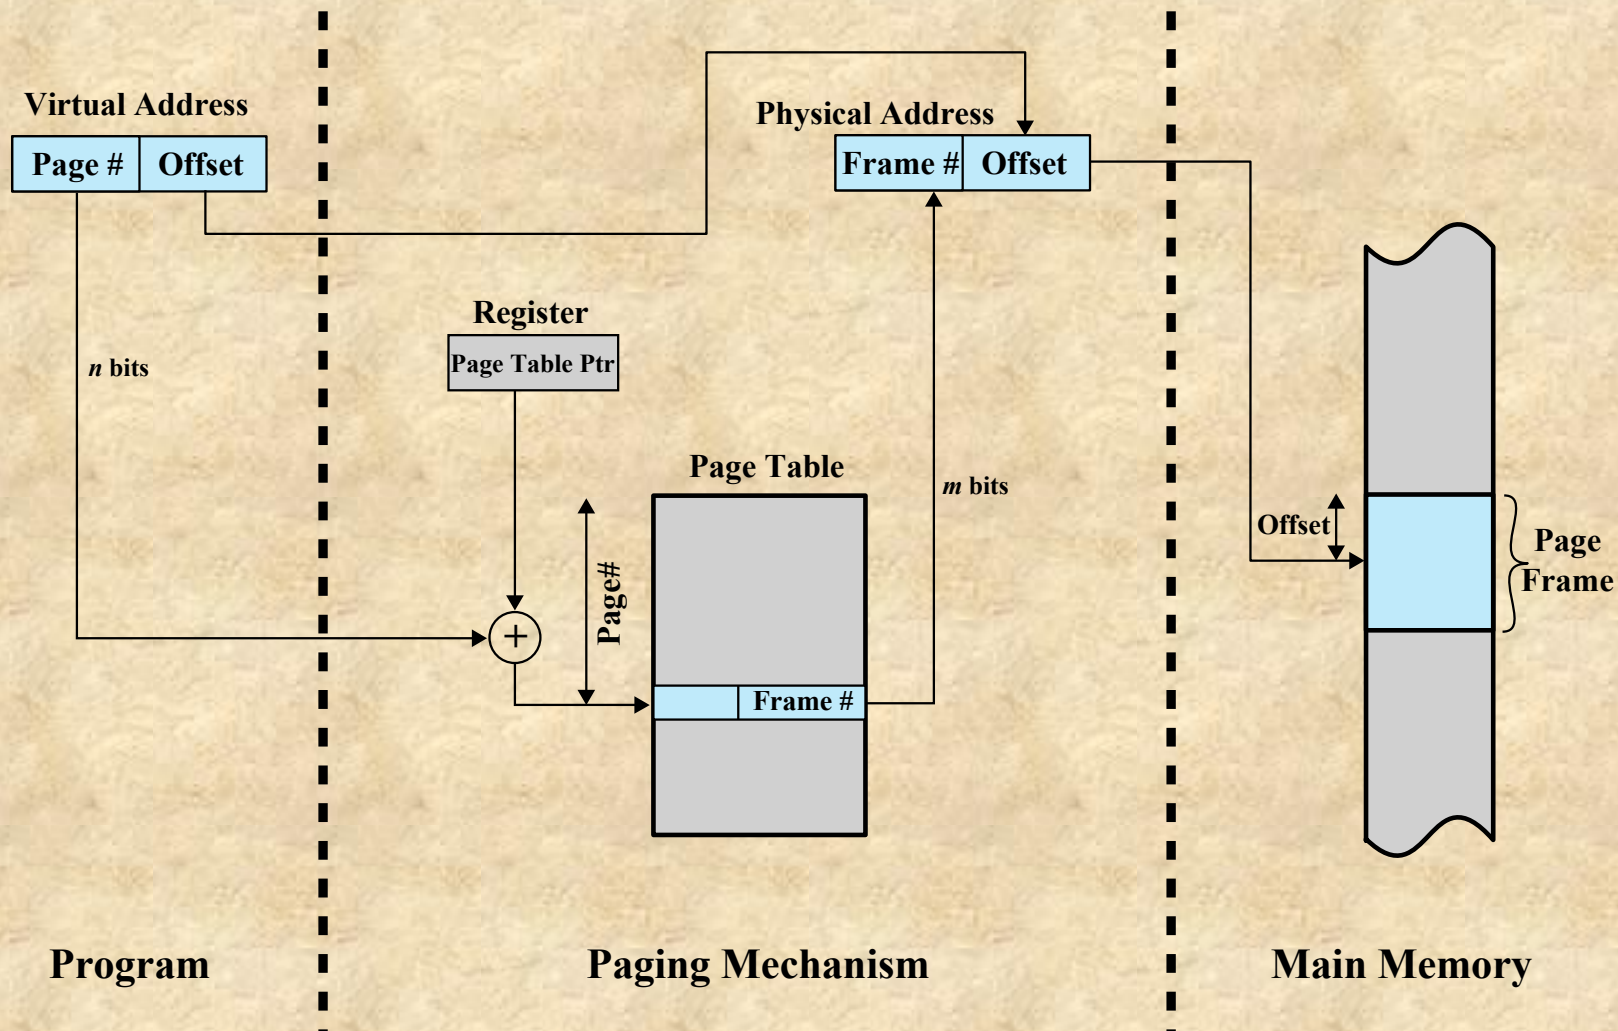 Virtual Address
Page #
Offset
Physical Address
Frame #
Offset
n bits
Register
Page Table Ptr
Page Table
m bits
Page#
+
Frame #
Offset
Page
Frame
Program
Paging Mechanism
Main Memory